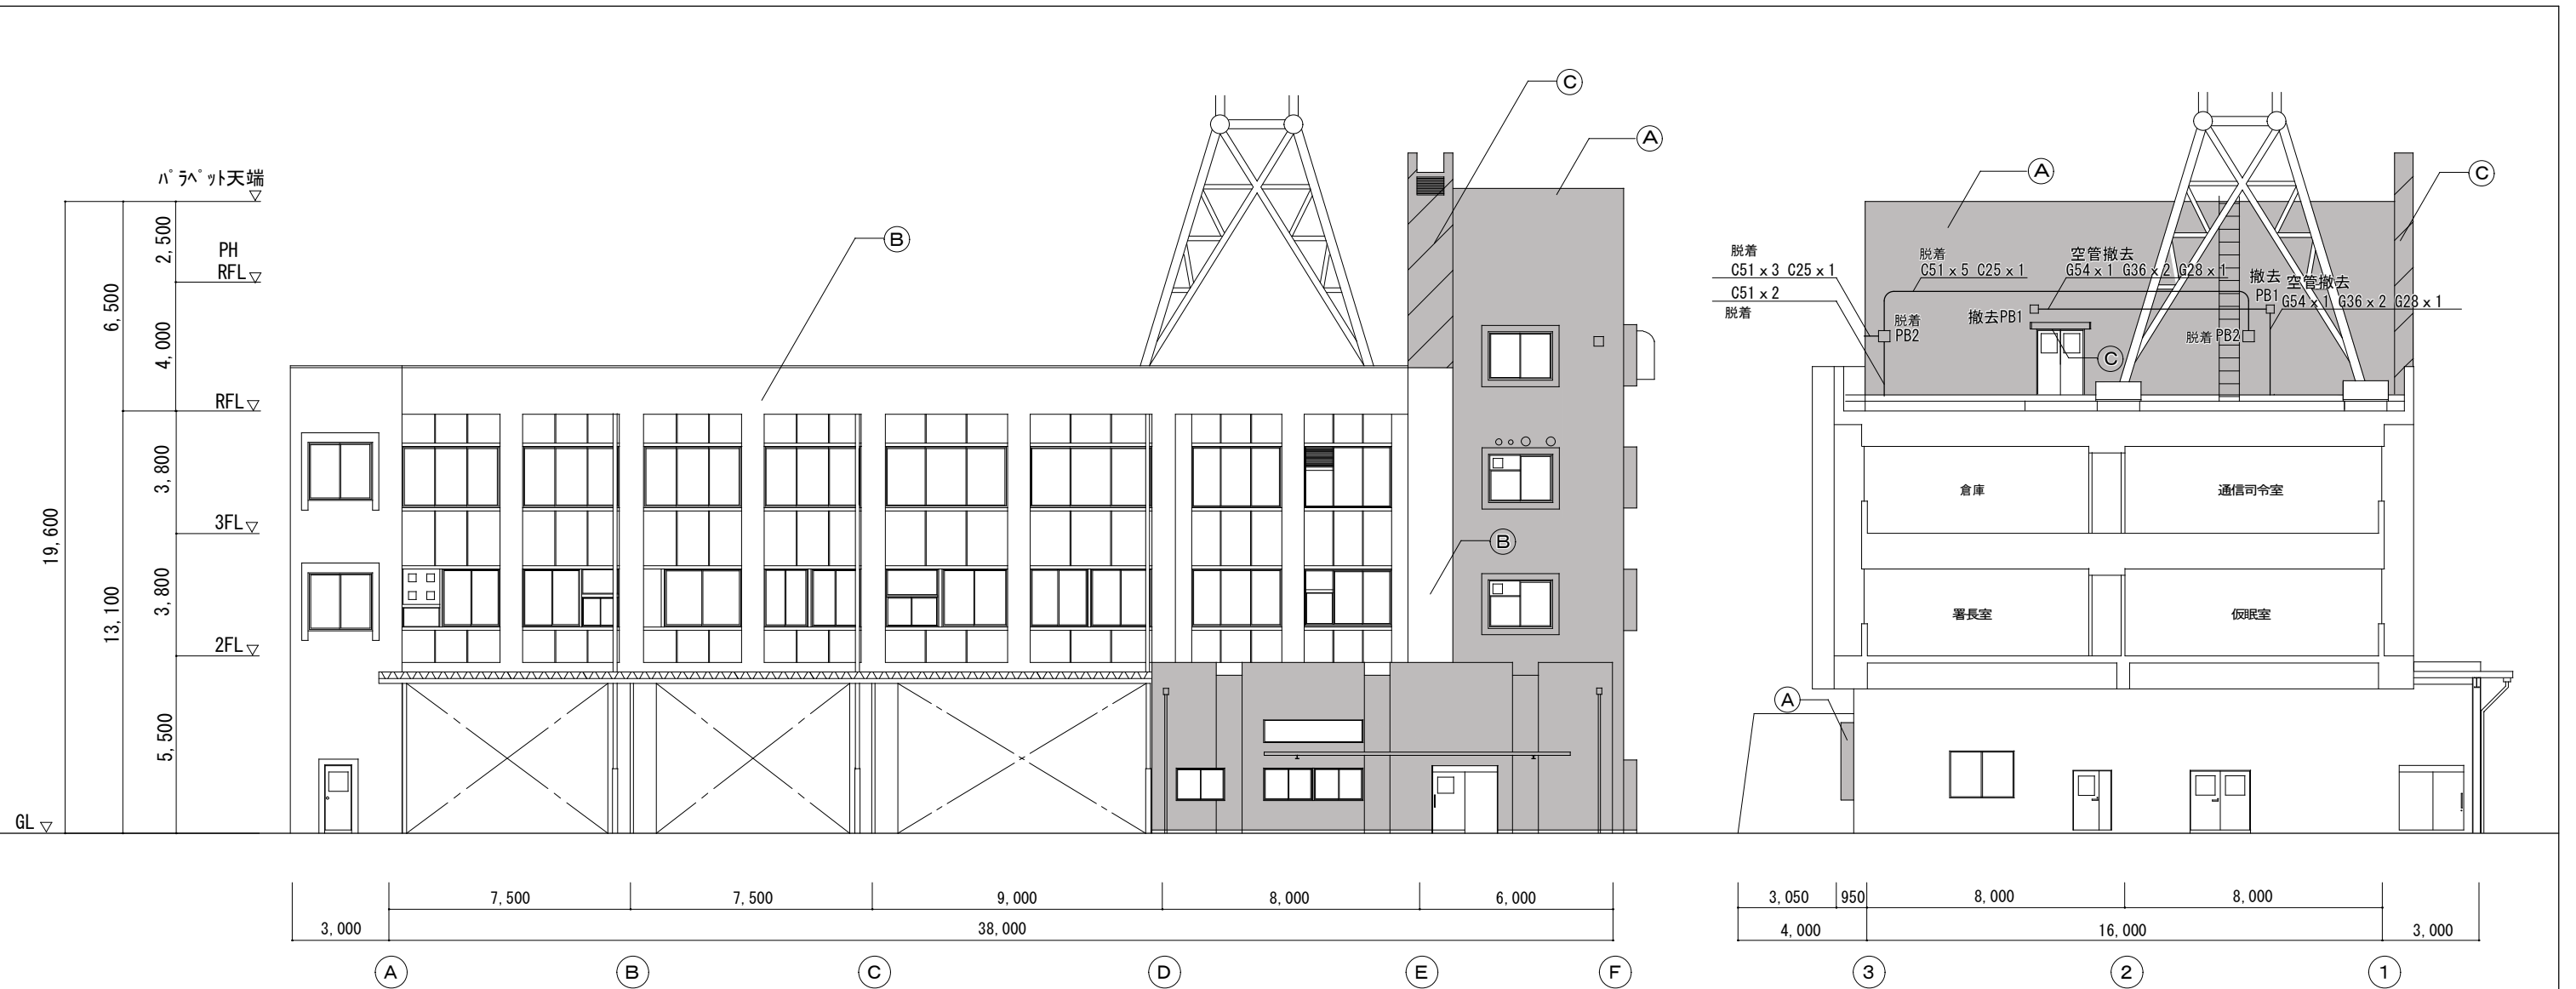 パラペット天端
2,500
PH
RFL
6,500
4,000
RFL
3,800
3FL
19,600
3,800
13,100
2FL
5,500
GL
C
A
B
B
7,500
7,500
9,000
8,000
6,000
3,000
38,000
A
B
C
D
E
F
A
C
脱着
C51 x 3 C25 x 1
C51 x 2
脱着
脱着
C51 x 5 C25 x 1
空管撤去
G54 x 1 G36 x 2 G28 x 1
撤去
PB1
空管撤去
G54 x 1 G36 x 2 G28 x 1
撤去PB1
脱着
PB2
脱着PB2
C
倉庫
通信司令室
署長室
仮眠室
A
3,050
950
8,000
8,000
4,000
16,000
3,000
3
2
1